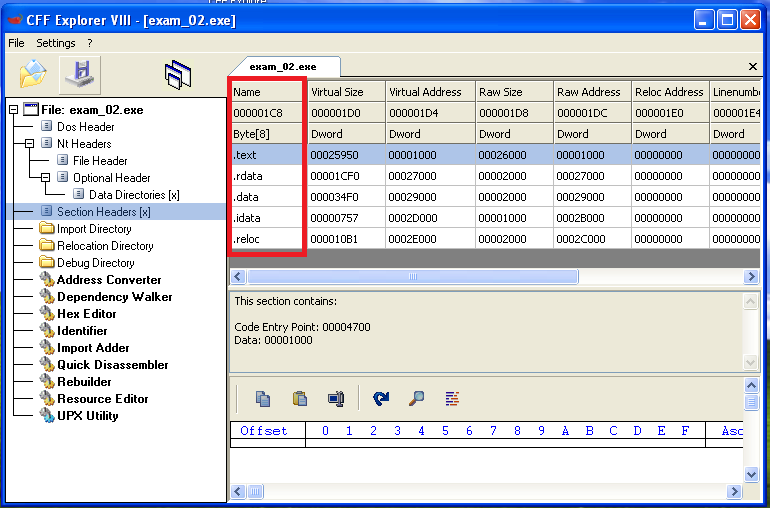 CFF Explorer VIII - [exam_02.exe]
File Settings ?
exam_02.exe
File: exam_02.exe
Dos Header
Nt Headers
File Header
Optional Header
Data Directories [x]
Section Headers [x]
Import Directory
Relocation Directory
Debug Directory
Address Converter
Dependency Walker
Hex Editor
Identifier
Import Adder
Quick Disassembler
Rebuilder
Resource Editor
UPX Utility
Name Virtual Size Virtual Address Raw Size Raw Address Reloc Address Linenumbe
000001C8 000001D0 000001D4 000001D8 000001DC 000001E0 000001E4
Byte[8] Dword Dword Dword Dword Dword Dword
.text 00025950 00001000 00026000 00001000 00000000 00000000
.rdata 00001CF0 00027000 00002000 00027000 00000000 00000000
.data 000034F0 00029000 00002000 00029000 00000000 00000000
.idata 00000757 0002D000 00001000 0002B000 00000000 00000000
.reloc 000010B1 0002E000 00002000 0002C000 00000000 00000000
This section contains:
Code Entry Point: 00004700
Data: 00001000
Offset 0 1 2 3 4 5 6 7 8 9 A B C D E F Asc